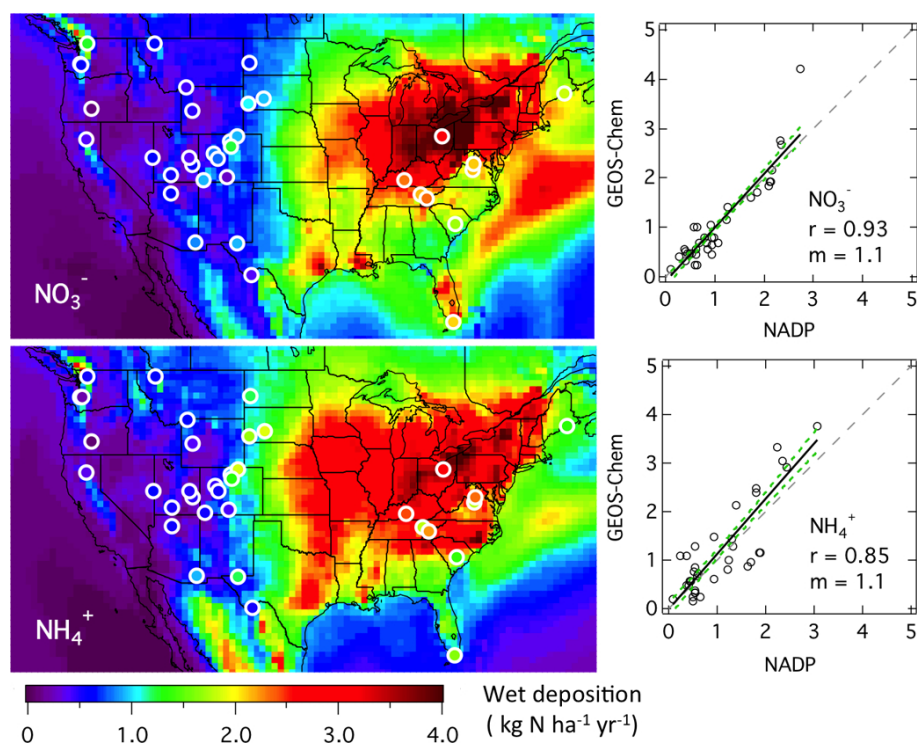 NO3-
5
4
3
2
1
0
GEOS-Chem
NO3-
r = 0.93
m = 1.1
0 1 2 3 4 5
NADP
NH4+
5
4
3
2
1
0
GEOS-Chem
NH4+
r = 0.85
m = 1.1
0 1 2 3 4 5
NADP
0 1.0 2.0 3.0 4.0
Wet deposition
( kg N ha-1 yr-1)